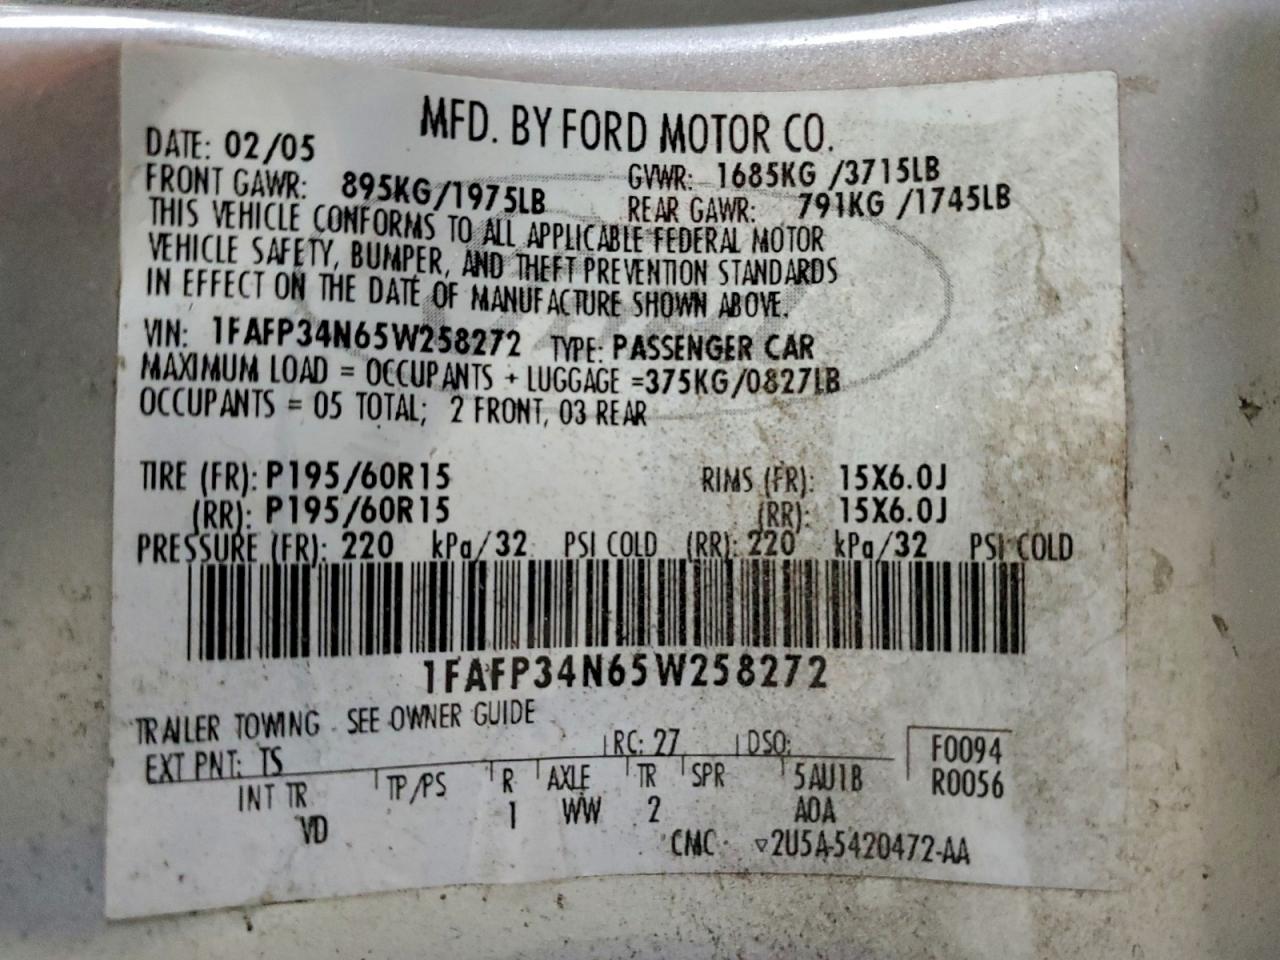 MFD. BY FORD MOTOR CO.
DATE: 02/05 GVWR: 1685KG /3715LB
FRONT GAWR: 895KG/1975LB REAR GAWR: 791KG /1745LB
THIS VEHICLE CONFORMS TO ALL APPLICABLE FEDERAL MOTOR
VEHICLE SAFETY, BUMPER, AND THEFT PREVENTION STANDARDS
IN EFFECT ON THE DATE OF MANUFACTURE SHOWN ABOVE.
VIN: 1FAFP34N65W258272 TYPE: PASSENGER CAR
MAXIMUM LOAD = OCCUPANTS + LUGGAGE =375KG/0827LB
OCCUPANTS = 05 TOTAL; 2 FRONT, 03 REAR
TIRE (FR): P195/60R15 RIMS (FR): 15X6.0J
(RR): P195/60R15 (RR): 15X6.0J
PRESSURE (FR): 220 kPa/32 PSI COLD (RR): 220 kPa/32 PSI COLD
1FAFP34N65W258272
TRAILER TOWING - SEE OWNER GUIDE
EXT PNT: TS RC: 27 DSO: F0094
INT TR TP/PS R AXLE TR SPR 5AU1B R0056
VD 1 WW 2 A0A
CMC ▽2U5A-5420472-AA